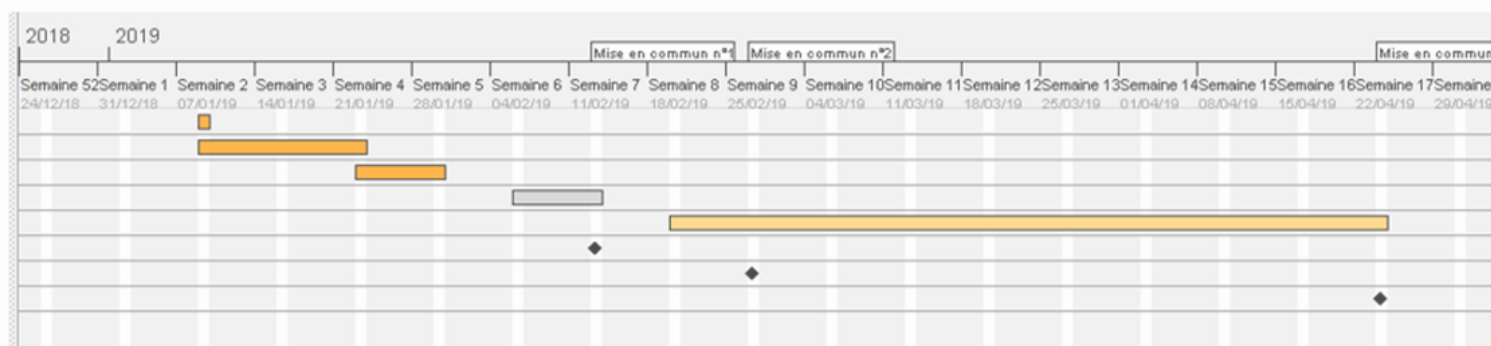 2018 2019
Mise en commun n°1 Mise en commun n°2 Mise en commun
Semaine 52 Semaine 1 Semaine 2 Semaine 3 Semaine 4 Semaine 5 Semaine 6 Semaine 7 Semaine 8 Semaine 9 Semaine 10 Semaine 11 Semaine 12 Semaine 13 Semaine 14 Semaine 15 Semaine 16 Semaine 17 Semaine
24/12/18 31/12/18 07/01/19 14/01/19 21/01/19 28/01/19 04/02/19 11/02/19 18/02/19 25/02/19 04/03/19 11/03/19 18/03/19 25/03/19 01/04/19 08/04/19 15/04/19 22/04/19 29/04/19